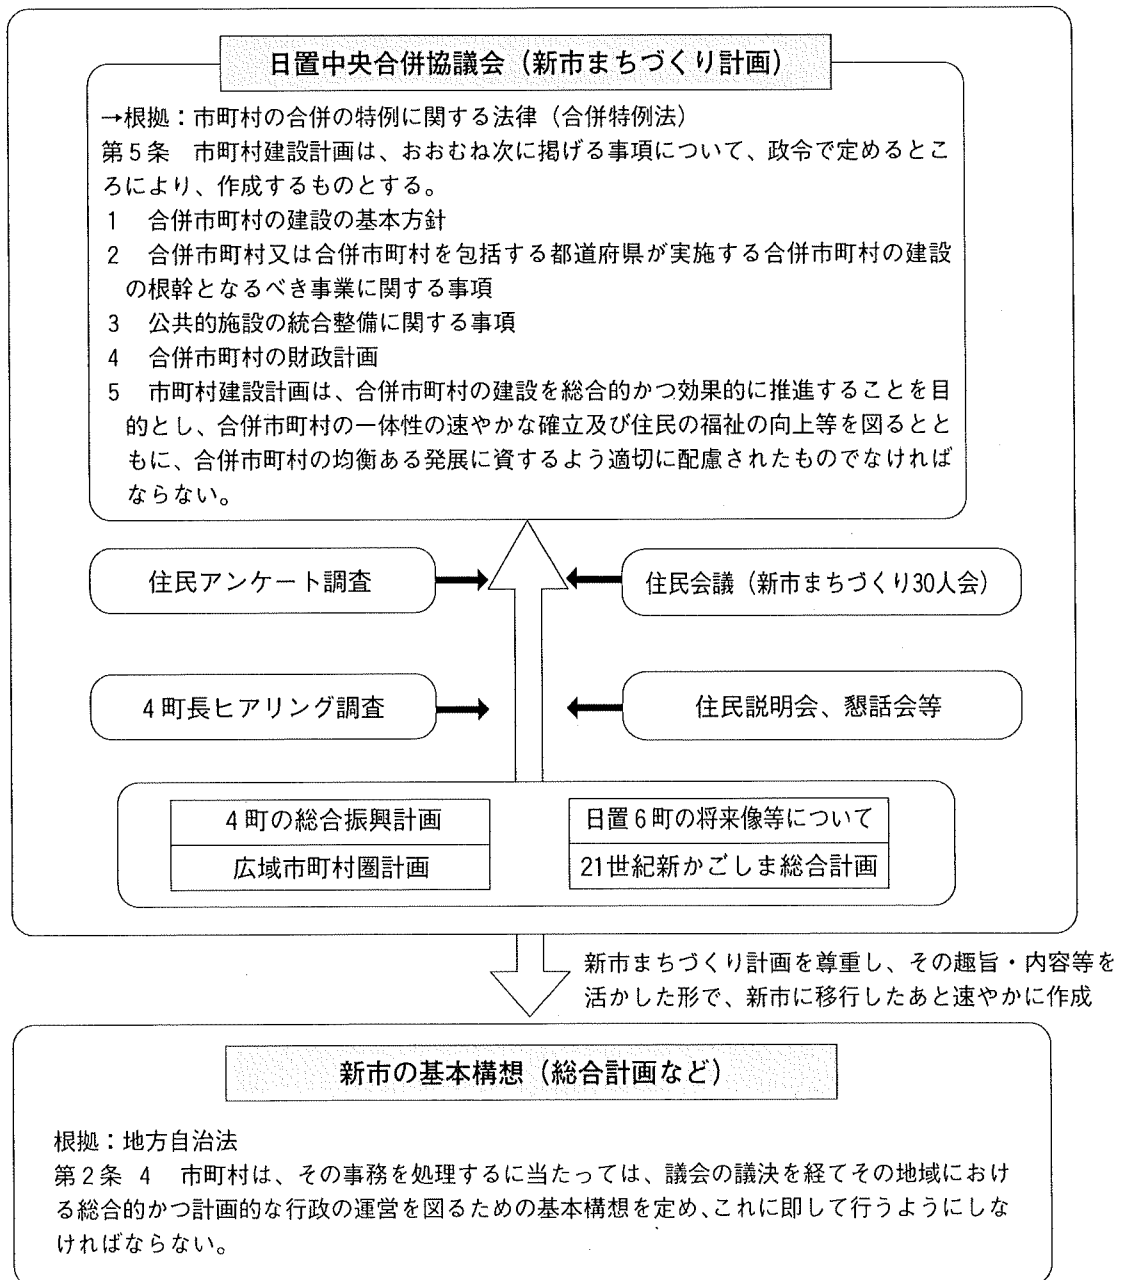 日置中央合併協議会（新市まちづくり計画）
→根拠：市町村の合併の特例に関する法律（合併特例法）
第5条　市町村建設計画は、おおむね次に掲げる事項について、政令で定めるとこ
ろにより、作成するものとする。
1　合併市町村の建設の基本方針
2　合併市町村又は合併市町村を包括する都道府県が実施する合併市町村の建設
の根幹となるべき事業に関する事項
3　公共的施設の統合整備に関する事項
4　合併市町村の財政計画
5　市町村建設計画は、合併市町村の建設を総合的かつ効果的に推進することを目
的とし、合併市町村の一体性の速やかな確立及び住民の福祉の向上等を図るとと
もに、合併市町村の均衡ある発展に資するよう適切に配慮されたものでなければ
ならない。
住民アンケート調査
住民会議（新市まちづくり30人会）
4町長ヒアリング調査
住民説明会、懇話会等
4町の総合振興計画
広域市町村圏計画
日置6町の将来像等について
21世紀新かごしま総合計画
新市まちづくり計画を尊重し、その趣旨・内容等を
活かした形で、新市に移行したあと速やかに作成
新市の基本構想（総合計画など）
根拠：地方自治法
第2条　4　市町村は、その事務を処理するに当たっては、議会の議決を経てその地域におけ
る総合的かつ計画的な行政の運営を図るための基本構想を定め、これに即して行うようにしな
ければならない。